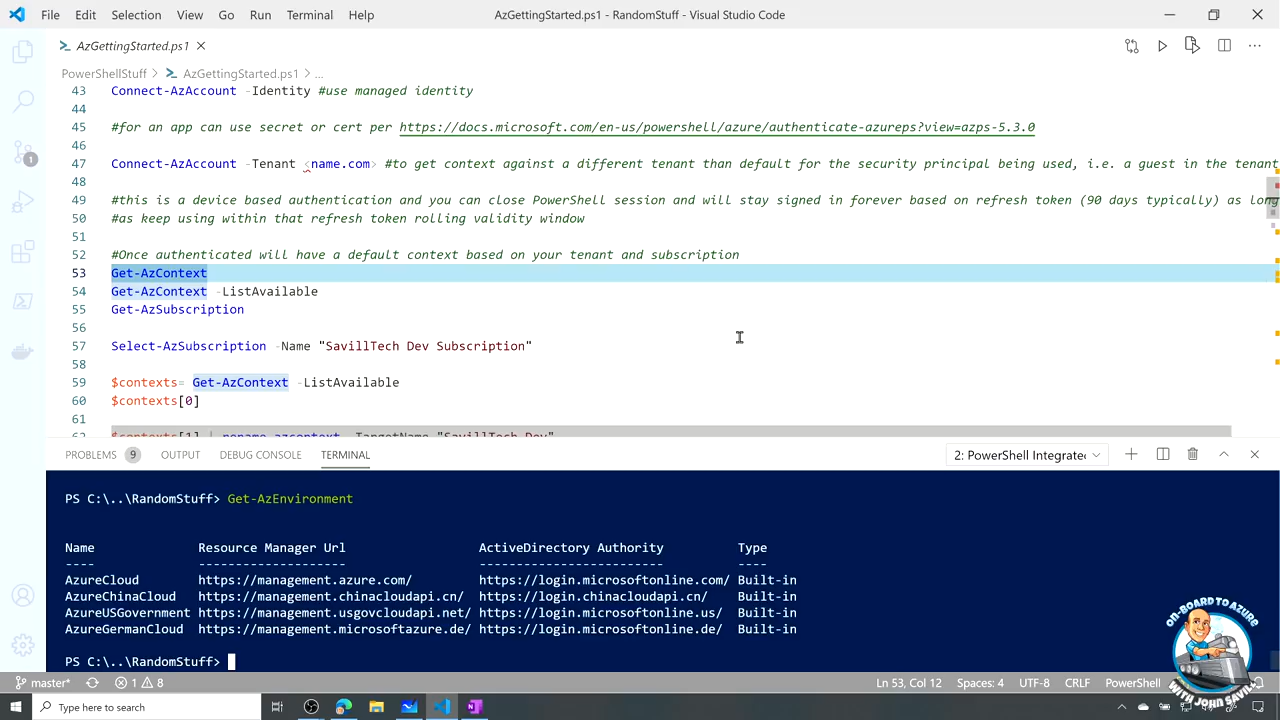 File Edit Selection View Go Run Terminal Help AzGettingStarted.ps1 - RandomStuff - Visual Studio Code
AzGettingStarted.ps1
PowerShellStuff > AzGettingStarted.ps1 > ...
43 Connect-AzAccount -Identity #use managed identity
44
45 #for an app can use secret or cert per https://docs.microsoft.com/en-us/powershell/azure/authenticate-azureps?view=azps-5.3.0
46
47 Connect-AzAccount -Tenant <name.com> #to get context against a different tenant than default for the security principal being used, i.e. a guest in the tenant
48
49 #this is a device based authentication and you can close PowerShell session and will stay signed in forever based on refresh token (90 days typically) as long
50 #as keep using within that refresh token rolling validity window
51
52 #Once authenticated will have a default context based on your tenant and subscription
53 Get-AzContext
54 Get-AzContext -ListAvailable
55 Get-AzSubscription
56
57 Select-AzSubscription -Name "SavillTech Dev Subscription"
58
59 $contexts= Get-AzContext -ListAvailable
60 $contexts[0]
61
62 $contexts[1] | rename-azcontext -TargetName "SavillTech Dev"
1
PROBLEMS 9 OUTPUT DEBUG CONSOLE TERMINAL 2: PowerShell Integrate
PS C:\..\RandomStuff> Get-AzEnvironment
Name Resource Manager Url ActiveDirectory Authority Type
---- -------------------- ------------------------- ----
AzureCloud https://management.azure.com/ https://login.microsoftonline.com/ Built-in
AzureChinaCloud https://management.chinacloudapi.cn/ https://login.chinacloudapi.cn/ Built-in
AzureUSGovernment https://management.usgovcloudapi.net/ https://login.microsoftonline.us/ Built-in
AzureGermanCloud https://management.microsoftazure.de/ https://login.microsoftonline.de/ Built-in
PS C:\..\RandomStuff>
ON-BOARD TO AZURE
WITH JOHN SAVILL
master* 1 8 Ln 53, Col 12 Spaces: 4 UTF-8 CRLF PowerShell
Type here to search